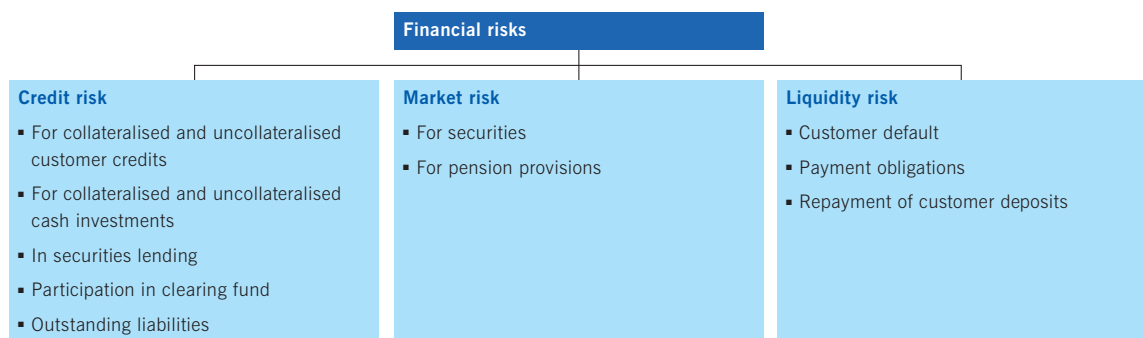 Financial risks
Credit risk
▪ For collateralised and uncollateralised
customer credits
▪ For collateralised and uncollateralised
cash investments
▪ In securities lending
▪ Participation in clearing fund
▪ Outstanding liabilities
Market risk
▪ For securities
▪ For pension provisions
Liquidity risk
▪ Customer default
▪ Payment obligations
▪ Repayment of customer deposits